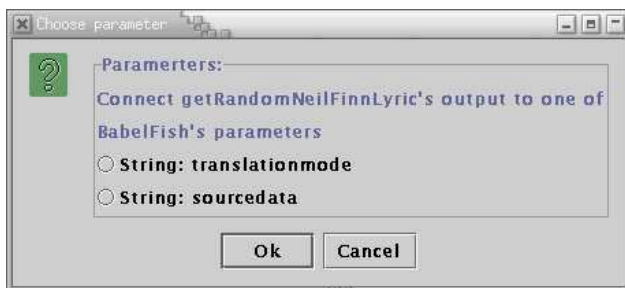 Choose parameter
Paramerters:
Connect getRandomNeilFinnLyric's output to one of
BabelFish's parameters
String: translationmode
String: sourcedata
Ok
Cancel